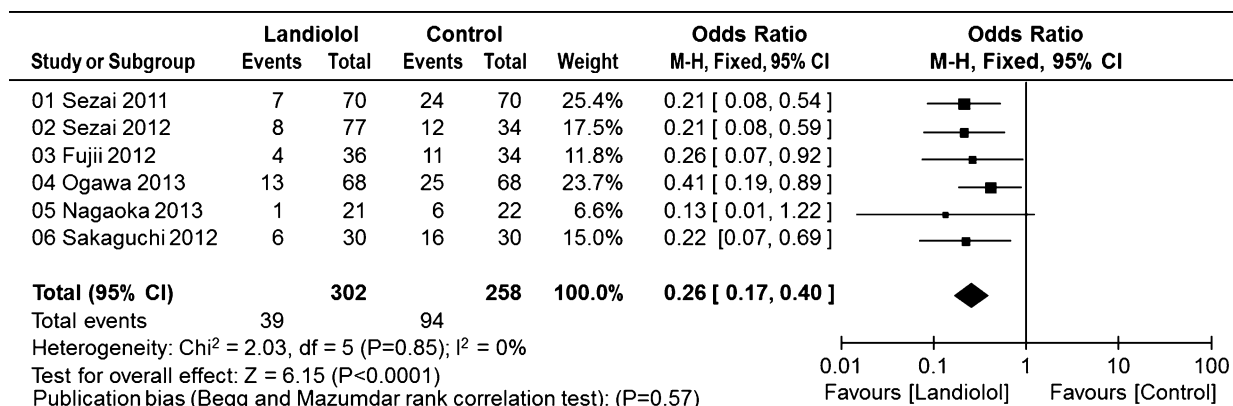 Landiolol Control Odds Ratio Odds Ratio
Study or Subgroup Events Total Events Total Weight M-H, Fixed, 95% CI M-H, Fixed, 95% CI
01 Sezai 2011 7 70 24 70 25.4% 0.21 [ 0.08, 0.54]
02 Sezai 2012 8 77 12 34 17.5% 0.21 [ 0.08, 0.59]
03 Fujii 2012 4 36 11 34 11.8% 0.26 [ 0.07, 0.92]
04 Ogawa 2013 13 68 25 68 23.7% 0.41 [ 0.19, 0.89]
05 Nagaoka 2013 1 21 6 22 6.6% 0.13 [ 0.01, 1.22]
06 Sakaguchi 2012 6 30 16 30 15.0% 0.22 [0.07, 0.69]
Total (95% CI) 302 258 100.0% 0.26 [ 0.17, 0.40 ]
Total events 39 94
Heterogeneity: Chi² = 2.03, df = 5 (P=0.85); I² = 0%
Test for overall effect: Z = 6.15 (P<0.0001)
Publication bias (Begg and Mazumdar rank correlation test): (P=0.57)
0.01 0.1 1 10 100
Favours [Landiolol] Favours [Control]